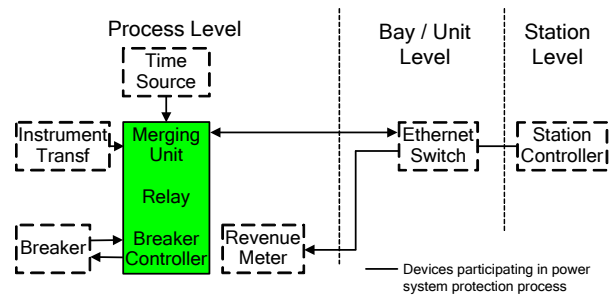 Process Level
Bay / Unit
Level
Station
Level
Time
Source
Instrument
Transf
Merging
Unit
Relay
Breaker
Controller
Breaker
Revenue
Meter
Ethernet
Switch
Station
Controller
Devices participating in power
system protection process